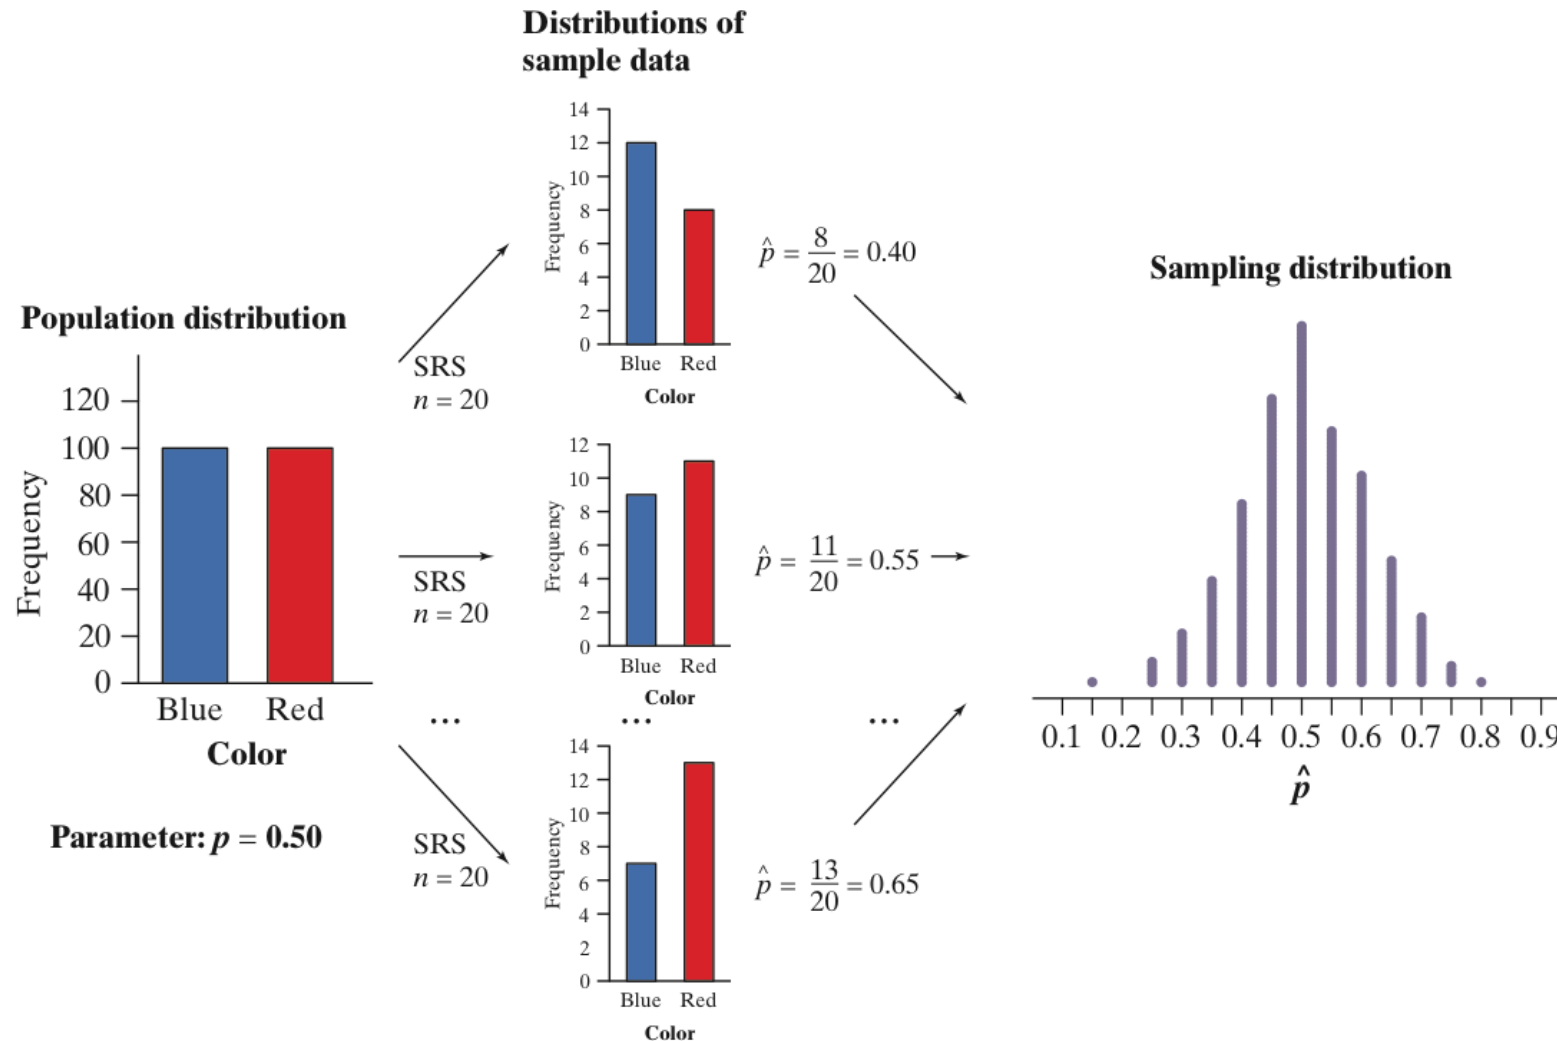 Distributions of
sample data
Population distribution
Frequency
120
100
80
60
40
20
0
Blue Red
Color
Parameter: p = 0.50
SRS
n = 20
SRS
n = 20
...
SRS
n = 20
Frequency
14
12
10
8
6
4
2
0
Blue Red
Color
Frequency
12
10
8
6
4
2
0
Blue Red
Color
...
Frequency
14
12
10
8
6
4
2
0
Blue Red
Color
p̂ = 8/20 = 0.40
p̂ = 11/20 = 0.55
...
p̂ = 13/20 = 0.65
Sampling distribution
0.1 0.2 0.3 0.4 0.5 0.6 0.7 0.8 0.9
p̂